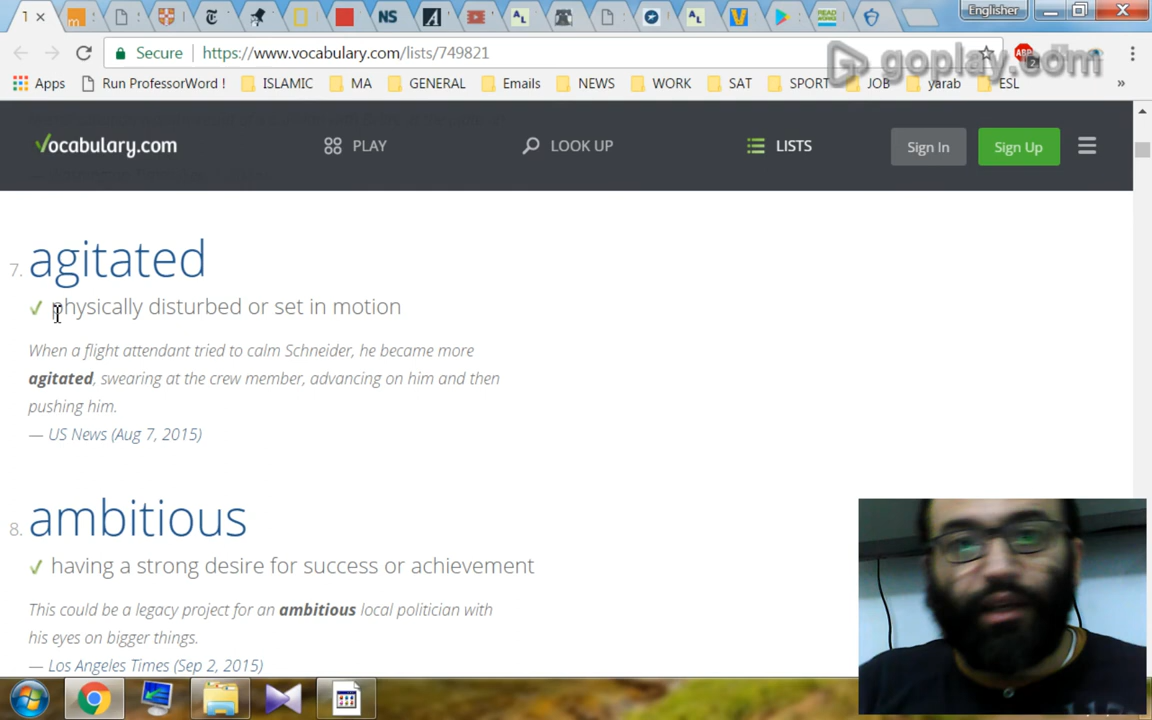 Englisher
Secure https://www.vocabulary.com/lists/749821
goplay.com
Apps Run ProfessorWord ! ISLAMIC MA GENERAL Emails NEWS WORK SAT SPORT JOB yarab ESL »
vocabulary.com PLAY LOOK UP LISTS Sign In Sign Up
7. agitated
✓ physically disturbed or set in motion
When a flight attendant tried to calm Schneider, he became more
agitated, swearing at the crew member, advancing on him and then
pushing him.
— US News (Aug 7, 2015)
8. ambitious
✓ having a strong desire for success or achievement
This could be a legacy project for an ambitious local politician with
his eyes on bigger things.
— Los Angeles Times (Sep 2, 2015)